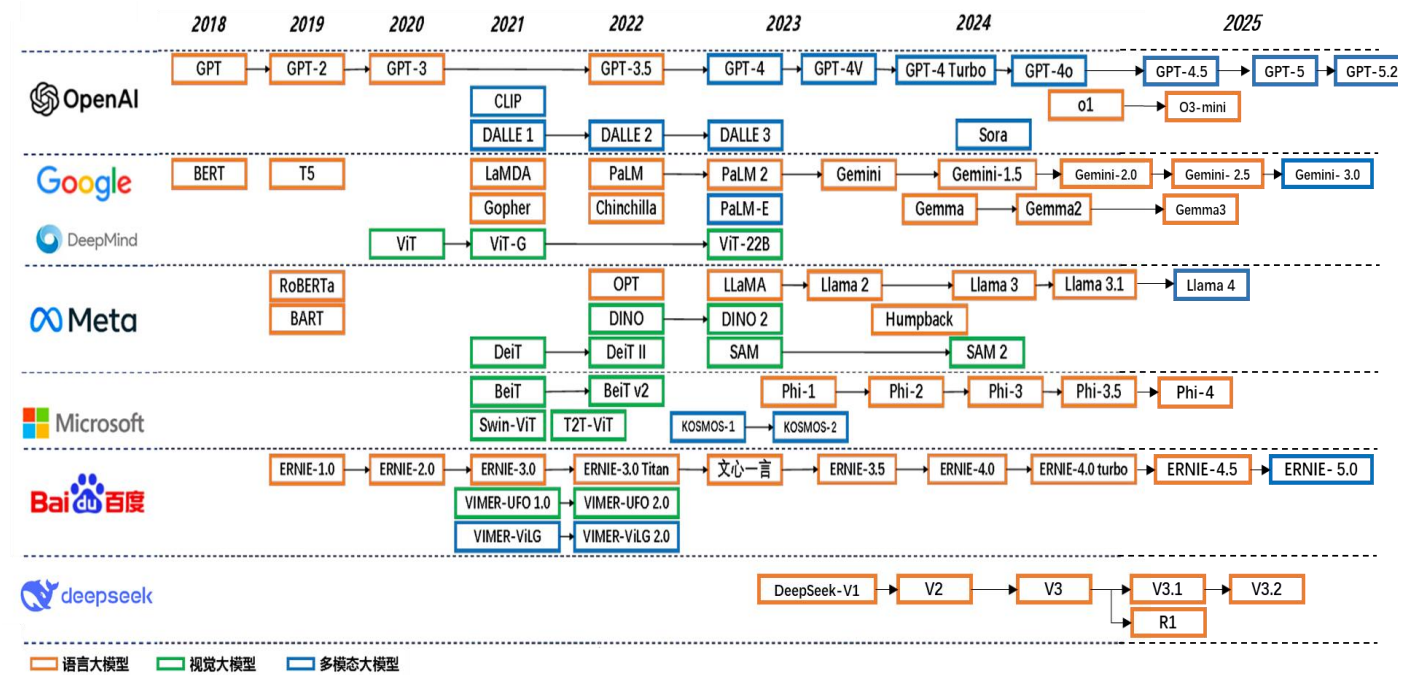 2018 2019 2020 2021 2022 2023 2024 2025
OpenAI
GPT GPT-2 GPT-3 GPT-3.5 GPT-4 GPT-4V GPT-4 Turbo GPT-4o GPT-4.5 GPT-5 GPT-5.2
CLIP o1 O3-mini
DALLE 1 DALLE 2 DALLE 3 Sora
Google
BERT T5 LaMDA PaLM PaLM 2 Gemini Gemini-1.5 Gemini-2.0 Gemini- 2.5 Gemini- 3.0
Gopher Chinchilla PaLM-E Gemma Gemma2 Gemma3
DeepMind
ViT ViT-G ViT-22B
Meta
RoBERTa OPT LLaMA Llama 2 Llama 3 Llama 3.1 Llama 4
BART DINO DINO 2 Humpback
DeiT DeiT II SAM SAM 2
Microsoft
BeiT BeiT v2 Phi-1 Phi-2 Phi-3 Phi-3.5 Phi-4
Swin-ViT T2T-ViT KOSMOS-1 KOSMOS-2
Bai du 百度
ERNIE-1.0 ERNIE-2.0 ERNIE-3.0 ERNIE-3.0 Titan 文心一言 ERNIE-3.5 ERNIE-4.0 ERNIE-4.0 turbo ERNIE-4.5 ERNIE- 5.0
VIMER-UFO 1.0 VIMER-UFO 2.0
VIMER-ViLG VIMER-ViLG 2.0
deepseek
DeepSeek-V1 V2 V3 V3.1 V3.2
R1
语言大模型 视觉大模型 多模态大模型